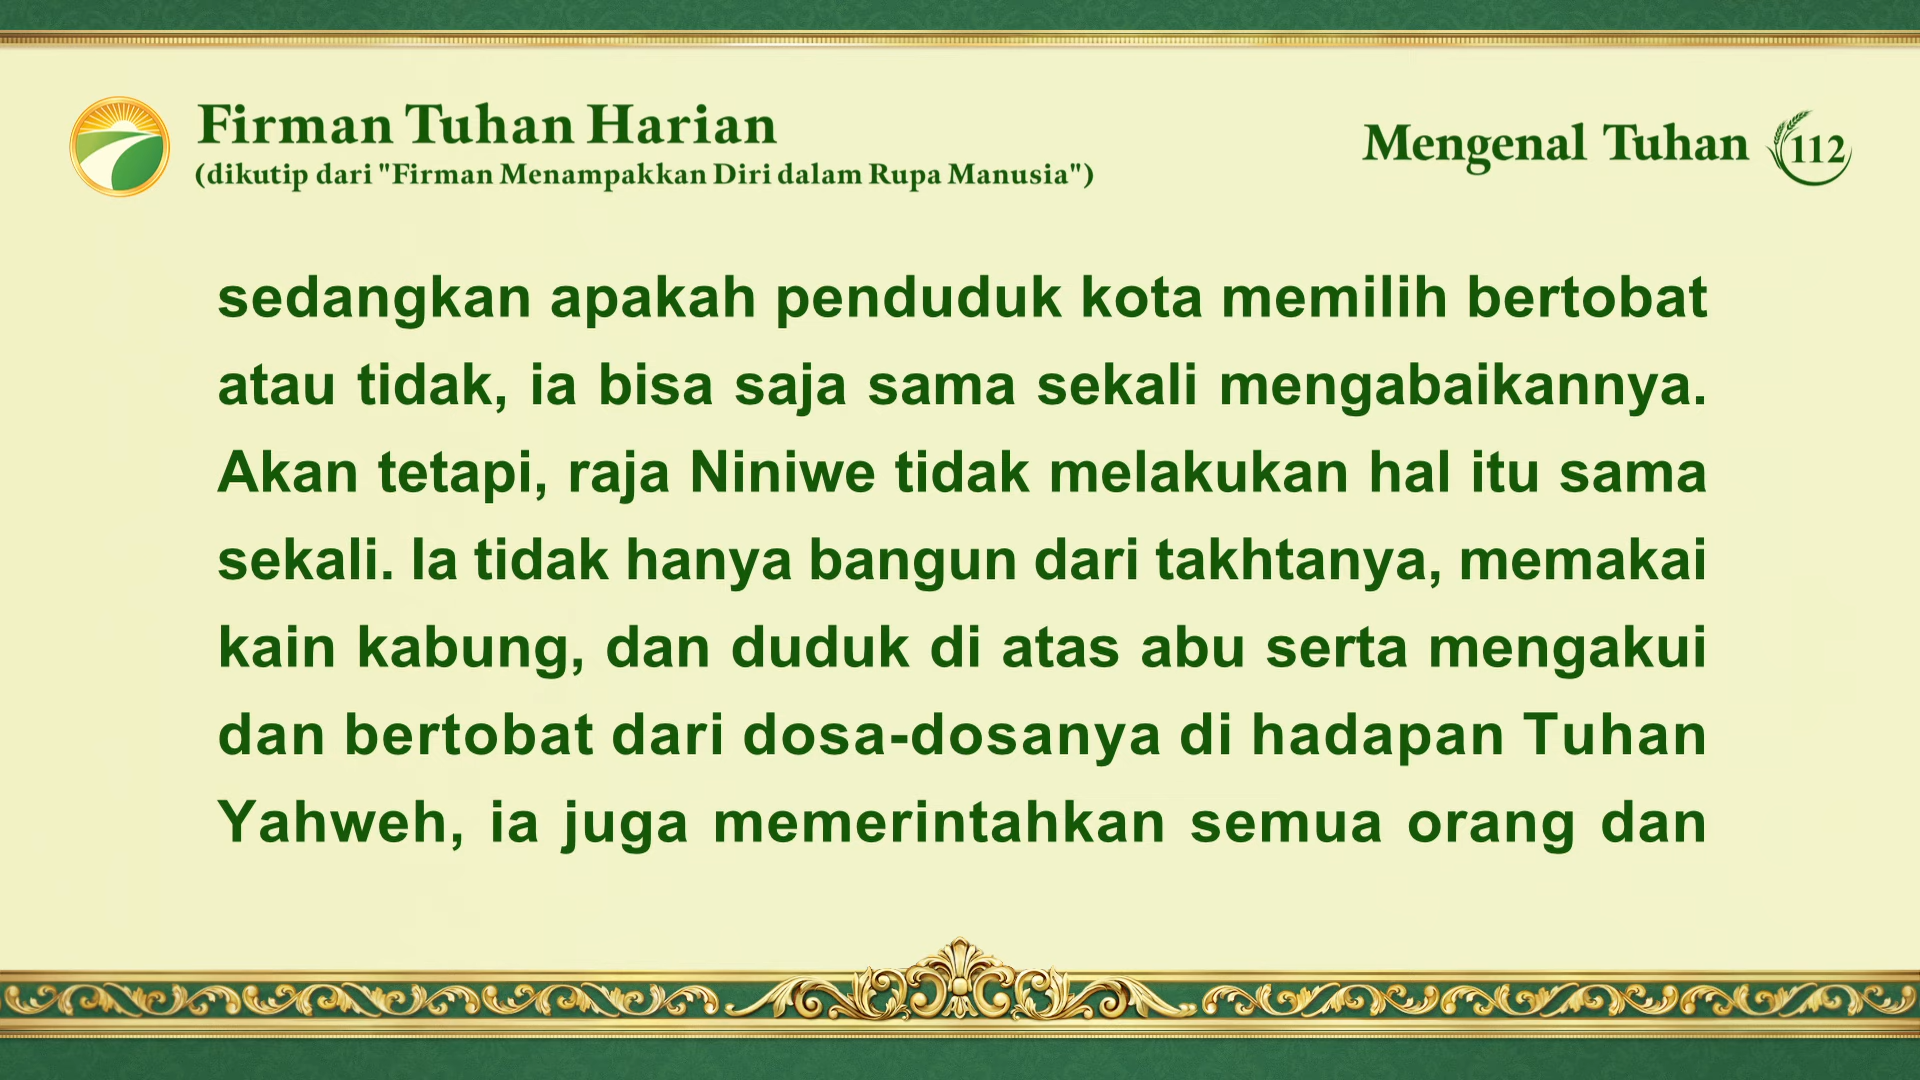 Firman Tuhan Harian
(dikutip dari "Firman Menampakkan Diri dalam Rupa Manusia")
Mengenal Tuhan 112
sedangkan apakah penduduk kota memilih bertobat
atau tidak, ia bisa saja sama sekali mengabaikannya.
Akan tetapi, raja Niniwe tidak melakukan hal itu sama
sekali. Ia tidak hanya bangun dari takhtanya, memakai
kain kabung, dan duduk di atas abu serta mengakui
dan bertobat dari dosa-dosanya di hadapan Tuhan
Yahweh, ia juga memerintahkan semua orang dan